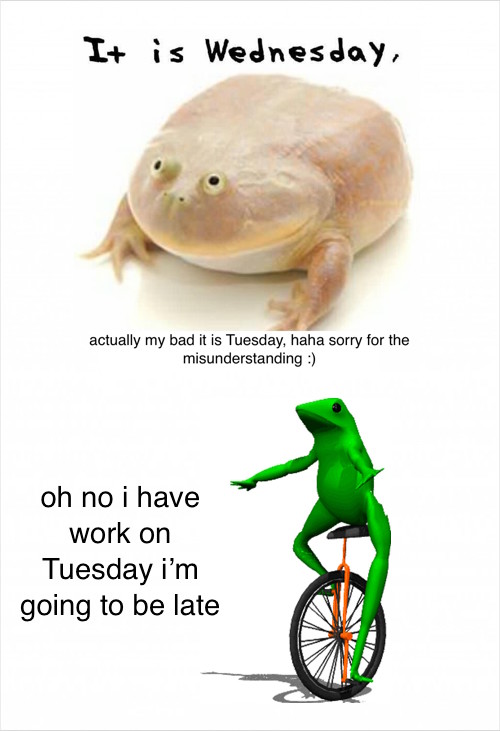 It is Wednesday,
actually my bad it is Tuesday, haha sorry for the
misunderstanding :)
oh no i have
work on
Tuesday i’m
going to be late